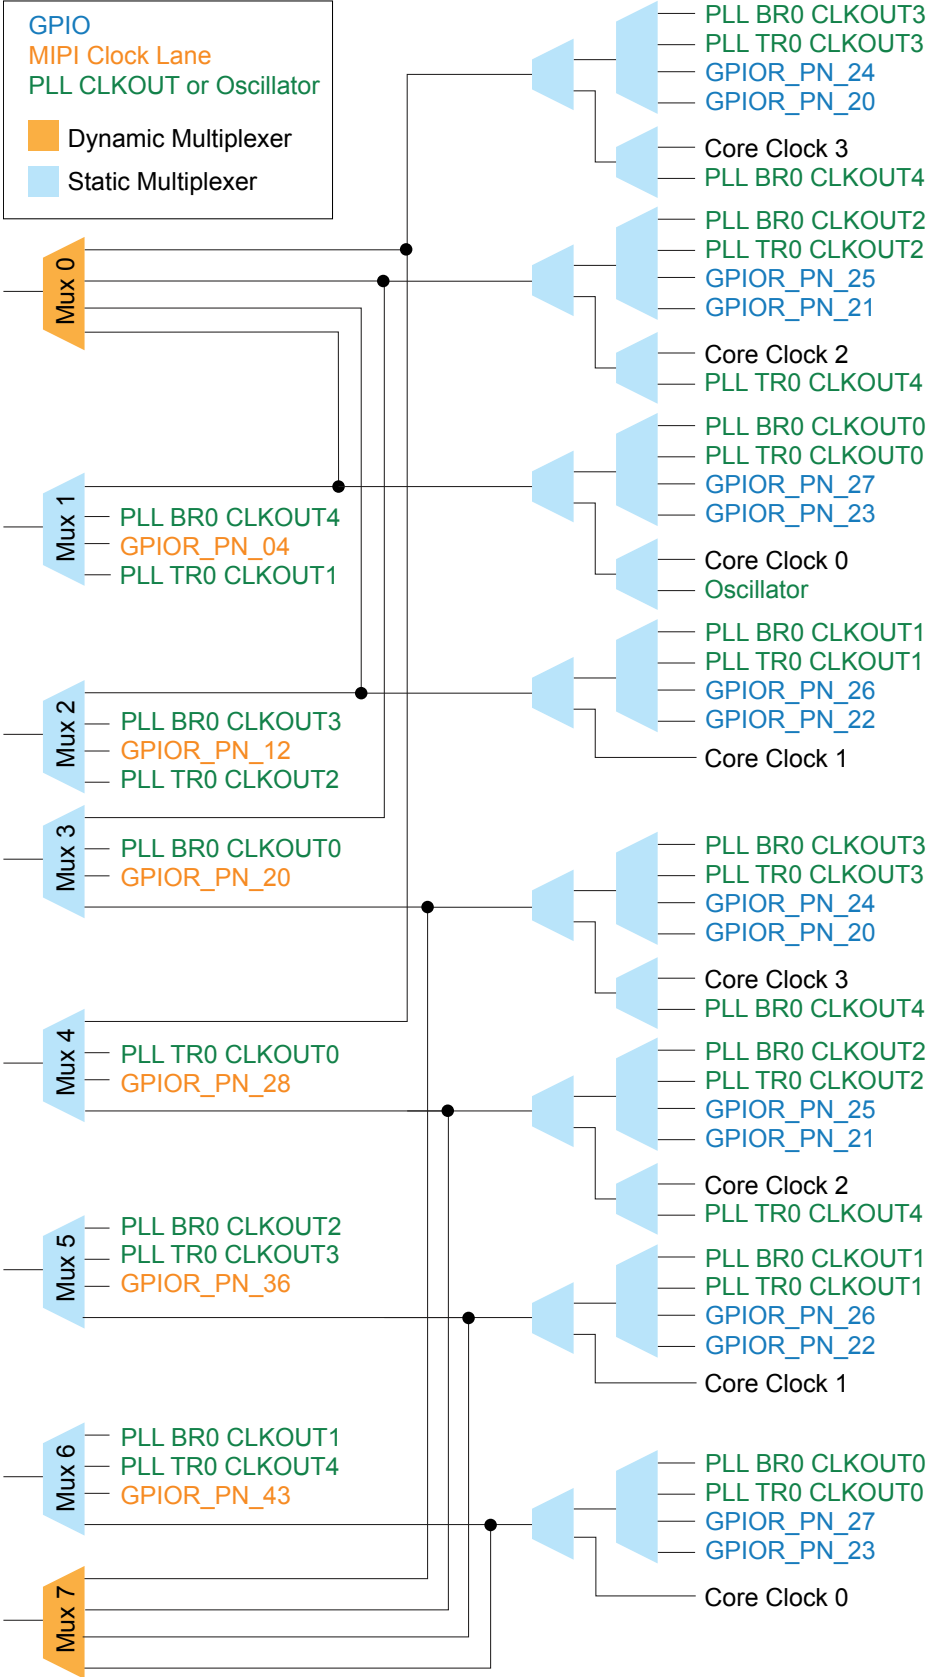 GPIO
MIPI Clock Lane
PLL CLKOUT or Oscillator
Dynamic Multiplexer
Static Multiplexer
Mux 0
Mux 1
PLL BR0 CLKOUT4
GPIOR_PN_04
PLL TR0 CLKOUT1
Mux 2
PLL BR0 CLKOUT3
GPIOR_PN_12
PLL TR0 CLKOUT2
Mux 3
PLL BR0 CLKOUT0
GPIOR_PN_20
Mux 4
PLL TR0 CLKOUT0
GPIOR_PN_28
Mux 5
PLL BR0 CLKOUT2
PLL TR0 CLKOUT3
GPIOR_PN_36
Mux 6
PLL BR0 CLKOUT1
PLL TR0 CLKOUT4
GPIOR_PN_43
Mux 7
PLL BR0 CLKOUT3
PLL TR0 CLKOUT3
GPIOR_PN_24
GPIOR_PN_20
Core Clock 3
PLL BR0 CLKOUT4
PLL BR0 CLKOUT2
PLL TR0 CLKOUT2
GPIOR_PN_25
GPIOR_PN_21
Core Clock 2
PLL TR0 CLKOUT4
PLL BR0 CLKOUT0
PLL TR0 CLKOUT0
GPIOR_PN_27
GPIOR_PN_23
Core Clock 0
Oscillator
PLL BR0 CLKOUT1
PLL TR0 CLKOUT1
GPIOR_PN_26
GPIOR_PN_22
Core Clock 1
PLL BR0 CLKOUT3
PLL TR0 CLKOUT3
GPIOR_PN_24
GPIOR_PN_20
Core Clock 3
PLL BR0 CLKOUT4
PLL BR0 CLKOUT2
PLL TR0 CLKOUT2
GPIOR_PN_25
GPIOR_PN_21
Core Clock 2
PLL TR0 CLKOUT4
PLL BR0 CLKOUT1
PLL TR0 CLKOUT1
GPIOR_PN_26
GPIOR_PN_22
Core Clock 1
PLL BR0 CLKOUT0
PLL TR0 CLKOUT0
GPIOR_PN_27
GPIOR_PN_23
Core Clock 0